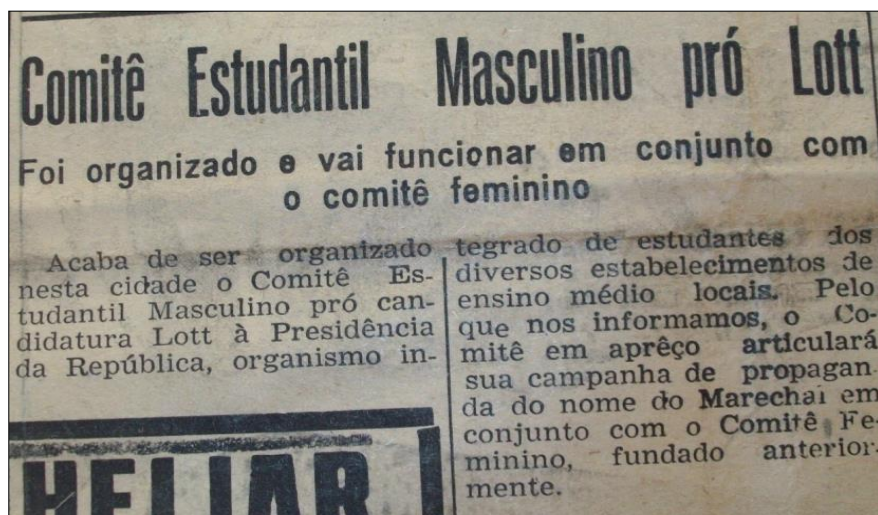 Comitê Estudantil Masculino pró Lott
Foi organizado e vai funcionar em conjunto com
o comitê feminino
Acaba de ser organizado
nesta cidade o Comitê Es-
tudantil Masculino pró can-
didatura Lott à Presidência
da República, organismo in-
tegrado de estudantes dos
diversos estabelecimentos de
ensino médio locais. Pelo
que nos informamos, o Co-
mitê em aprêço articulará
sua campanha de propagan
da do nome do Marechal em
conjunto com o Comitê Fe-
minino, fundado anterior-
mente.
HELIAR